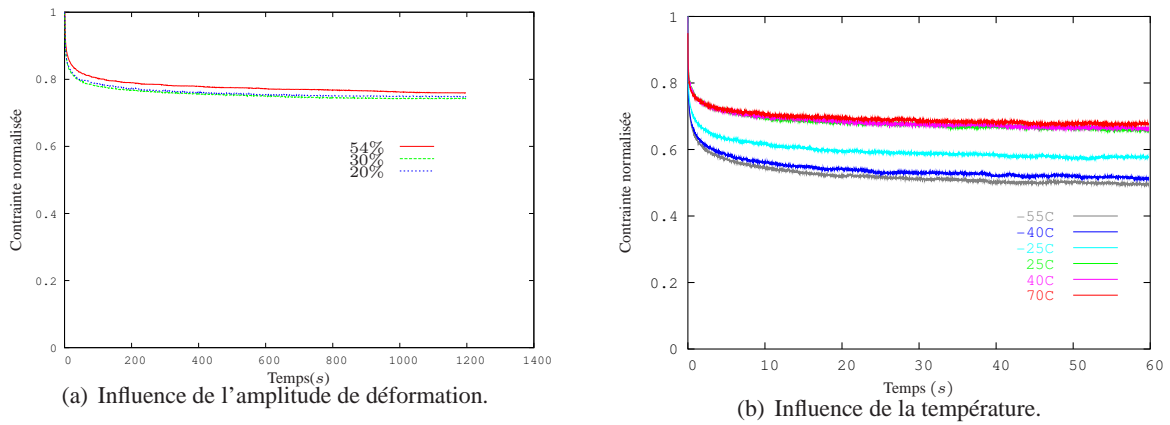 1
0.8
0.6
0.4
0.2
0
Contrainte normalisée
54%
30%
20%
0 200 400 600 800 1000 1200 1400
Temps(s)
(a) Influence de l'amplitude de déformation.
1
0.8
0.6
0.4
0.2
0
Contrainte normalisée
-55C
-40C
-25C
25C
40C
70C
0 10 20 30 40 50 60
Temps (s)
(b) Influence de la température.